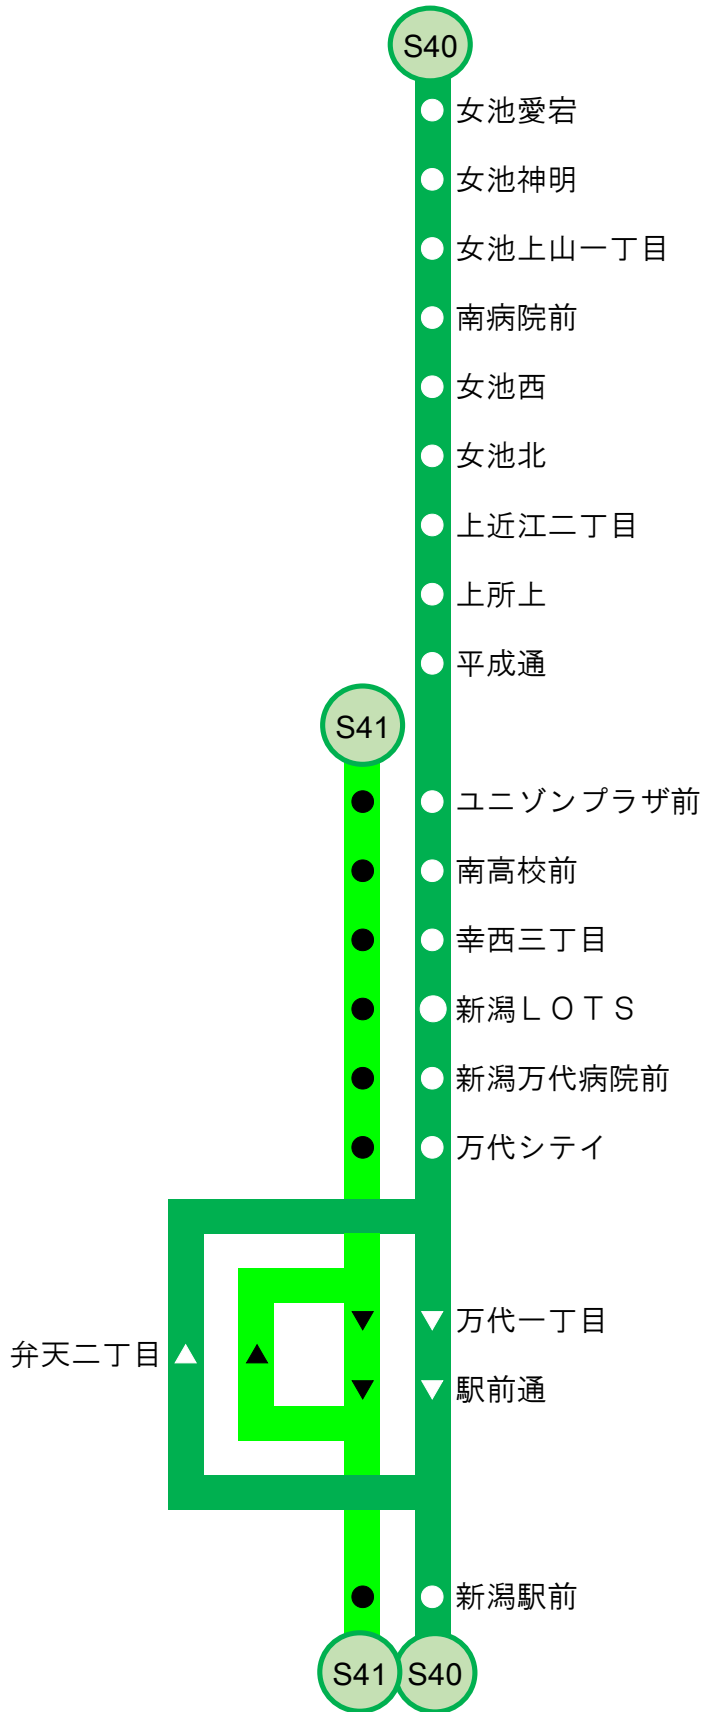 S40
女池愛宕
女池神明
女池上山一丁目
南病院前
女池西
女池北
上近江二丁目
上所上
平成通
S41
ユニゾンプラザ前
南高校前
幸西三丁目
新潟ＬＯＴＳ
新潟万代病院前
万代シテイ
万代一丁目
弁天二丁目
駅前通
新潟駅前
S41
S40